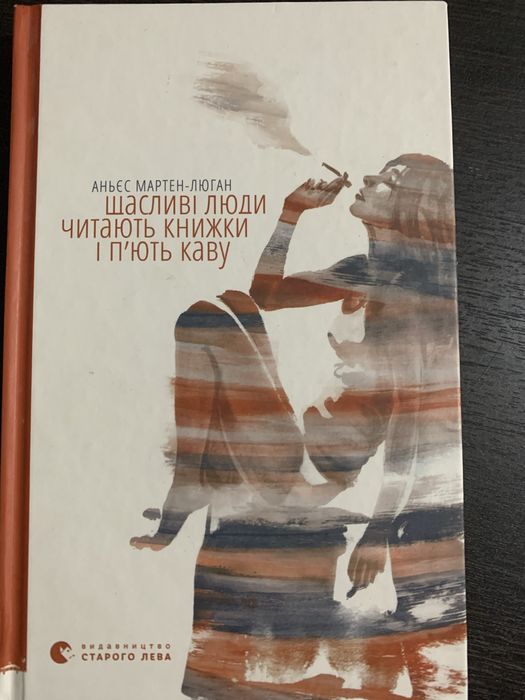 АНЬЄС МАРТЕН-ЛЮГАН
ЩАСЛИВІ ЛЮДИ
ЧИТАЮТЬ КНИЖКИ
І П'ЮТЬ КАВУ
ВИДАВНИЦТВО
СТАРОГО ЛЕВА